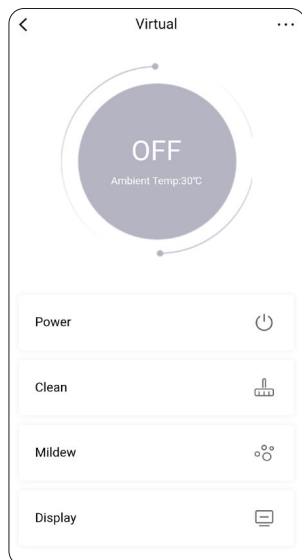 Virtual
OFF
Ambient Temp:30℃
Power
Clean
Mildew
Display